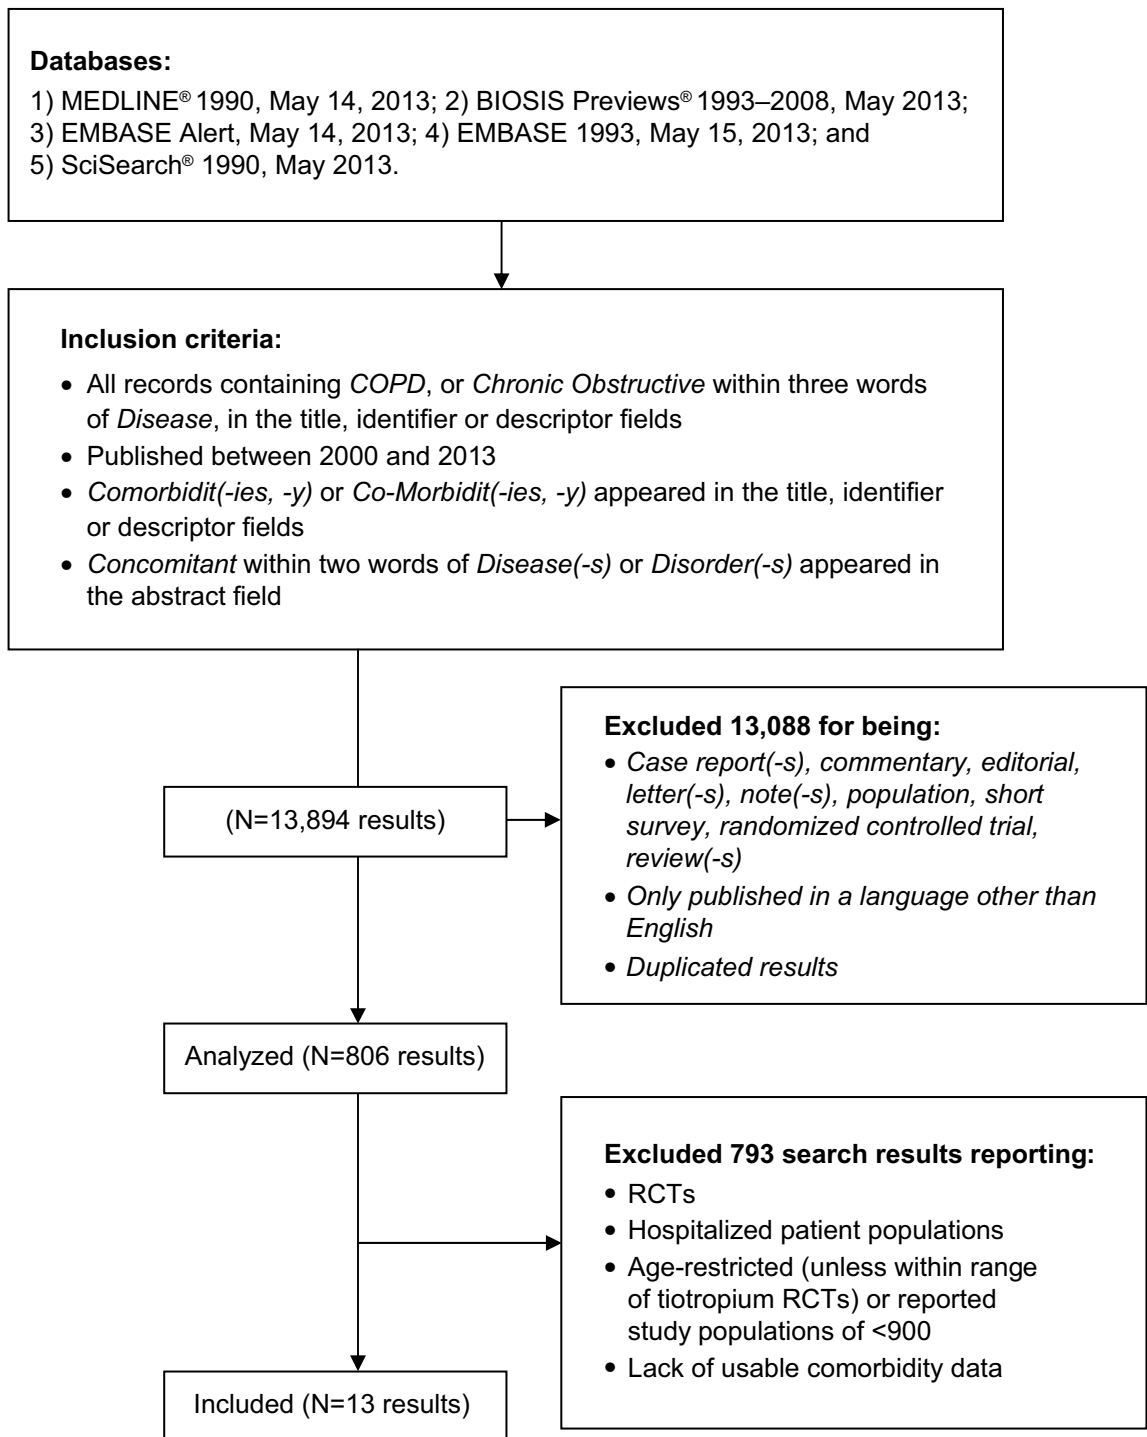 Databases:
1) MEDLINE® 1990, May 14, 2013; 2) BIOSIS Previews® 1993–2008, May 2013;
3) EMBASE Alert, May 14, 2013; 4) EMBASE 1993, May 15, 2013; and
5) SciSearch® 1990, May 2013.
Inclusion criteria:
• All records containing COPD, or Chronic Obstructive within three words
of Disease, in the title, identifier or descriptor fields
• Published between 2000 and 2013
• Comorbidit(-ies, -y) or Co-Morbidit(-ies, -y) appeared in the title, identifier
or descriptor fields
• Concomitant within two words of Disease(-s) or Disorder(-s) appeared in
the abstract field
(N=13,894 results)
Excluded 13,088 for being:
• Case report(-s), commentary, editorial,
letter(-s), note(-s), population, short
survey, randomized controlled trial,
review(-s)
• Only published in a language other than
English
• Duplicated results
Analyzed (N=806 results)
Excluded 793 search results reporting:
• RCTs
• Hospitalized patient populations
• Age-restricted (unless within range
of tiotropium RCTs) or reported
study populations of <900
• Lack of usable comorbidity data
Included (N=13 results)